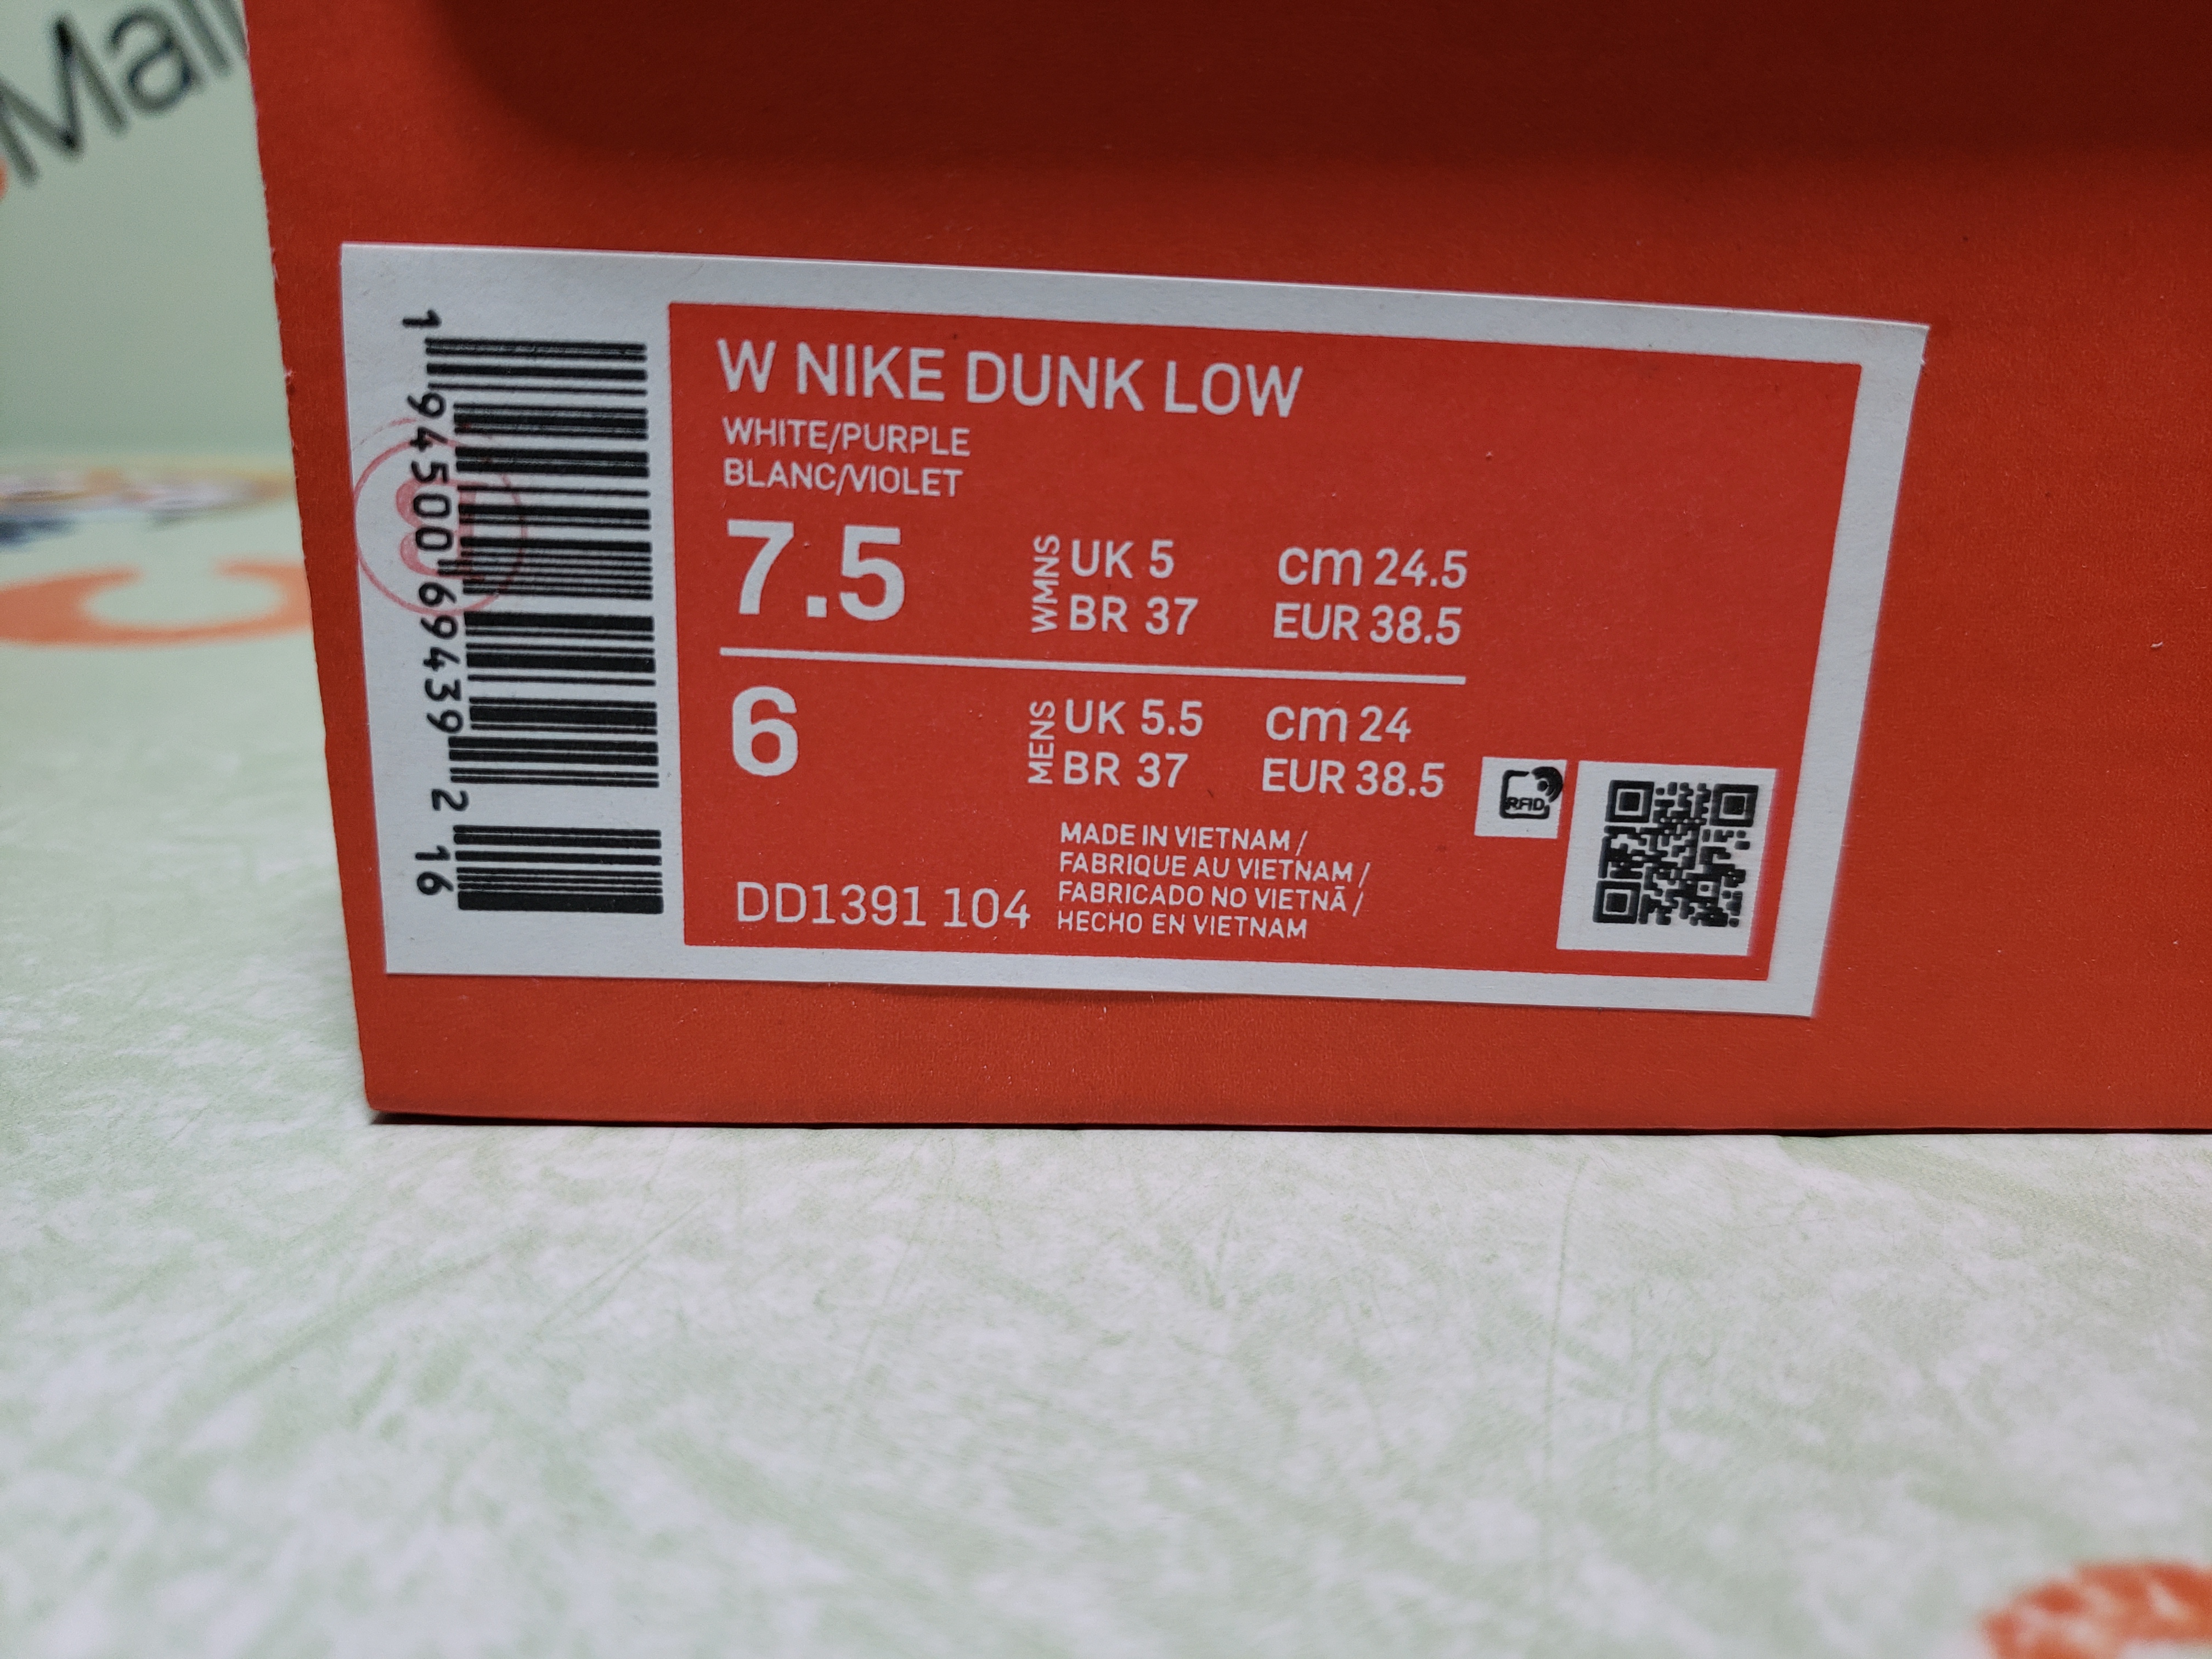 Mall
1 94500 69439 2 16
W NIKE DUNK LOW
WHITE/PURPLE
BLANC/VIOLET
7.5
WMNS
UK 5 cm 24.5
BR 37 EUR 38.5
6
MENS
UK 5.5 cm 24
BR 37 EUR 38.5
RFID
MADE IN VIETNAM /
FABRIQUE AU VIETNAM /
FABRICADO NO VIETNÃ /
HECHO EN VIETNAM
DD1391 104